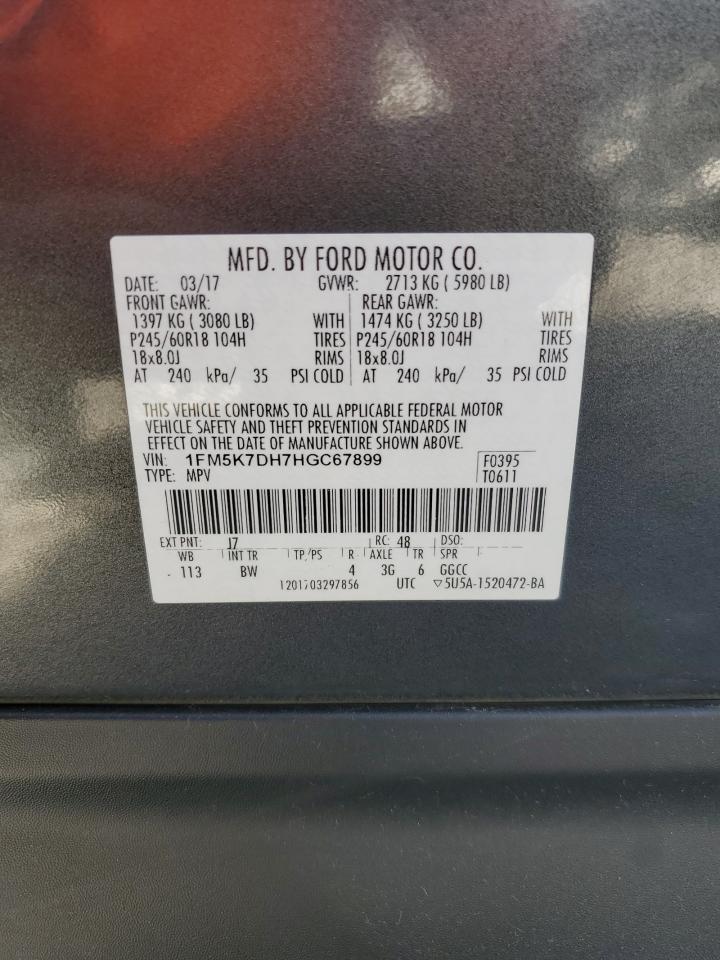 MFD. BY FORD MOTOR CO.
DATE: 03/17 GVWR: 2713 KG ( 5980 LB)
FRONT GAWR: REAR GAWR:
1397 KG ( 3080 LB) WITH 1474 KG ( 3250 LB) WITH
P245/60R18 104H TIRES P245/60R18 104H TIRES
18x8.0J RIMS 18x8.0J RIMS
AT 240 kPa/ 35 PSI COLD AT 240 kPa/ 35 PSI COLD
THIS VEHICLE CONFORMS TO ALL APPLICABLE FEDERAL MOTOR
VEHICLE SAFETY AND THEFT PREVENTION STANDARDS IN
EFFECT ON THE DATE OF MANUFACTURE SHOWN ABOVE.
VIN: 1FM5K7DH7HGC67899 F0395
TYPE: MPV T0611
EXT PNT: J7 RC: 48 DSO:
WB INT TR TP/PS R AXLE TR SPR
113 BW 4 3G 6 GGCC
1201703297856 UTC ▽5U5A-1520472-BA